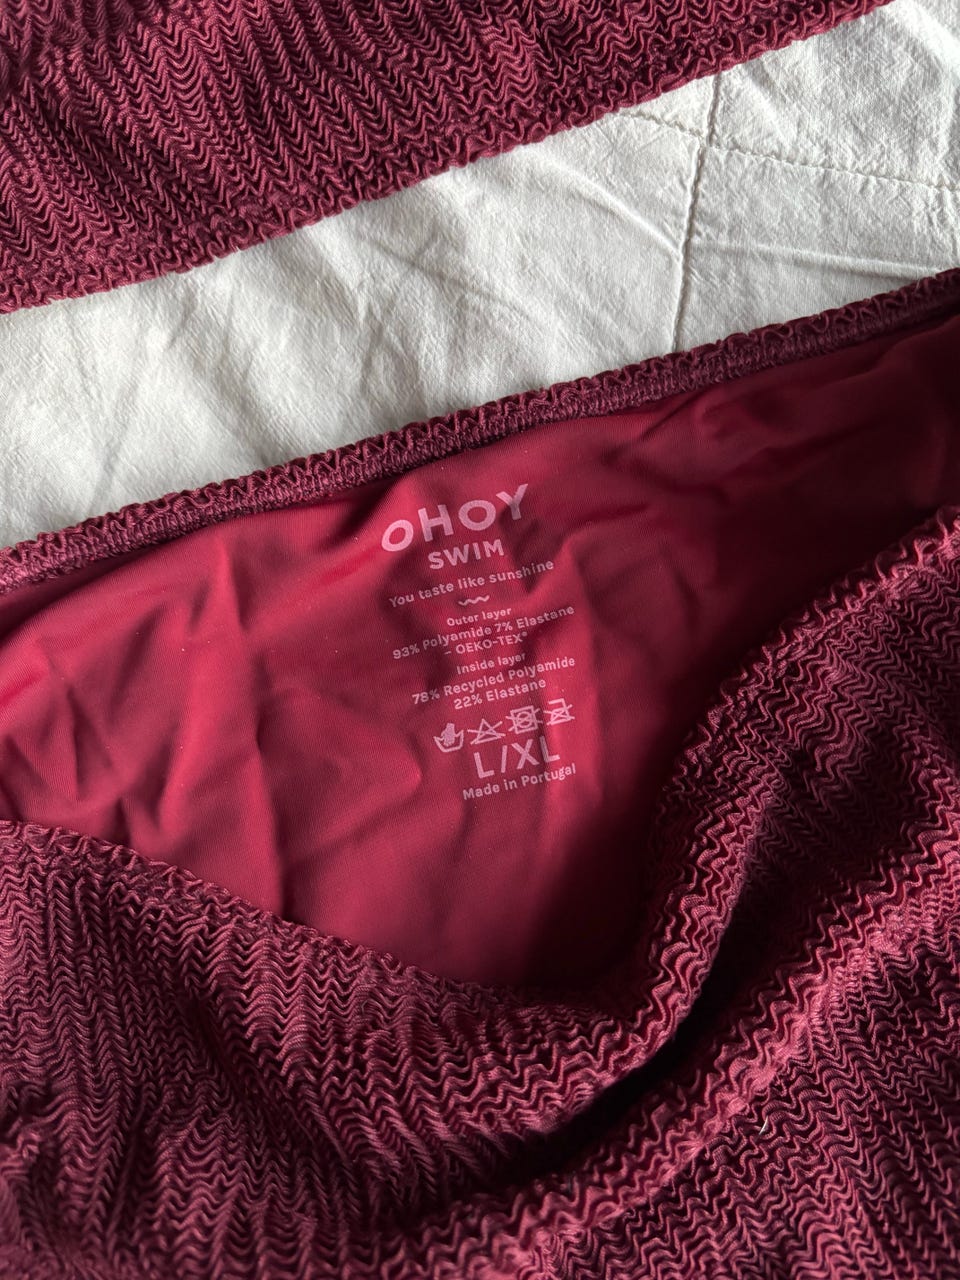 OHOY
SWIM
You taste like sunshine
Outer layer
93% Polyamide 7% Elastane
- OEKO-TEX®
Inside layer
78% Recycled Polyamide
22% Elastane
L/XL
Made in Portugal